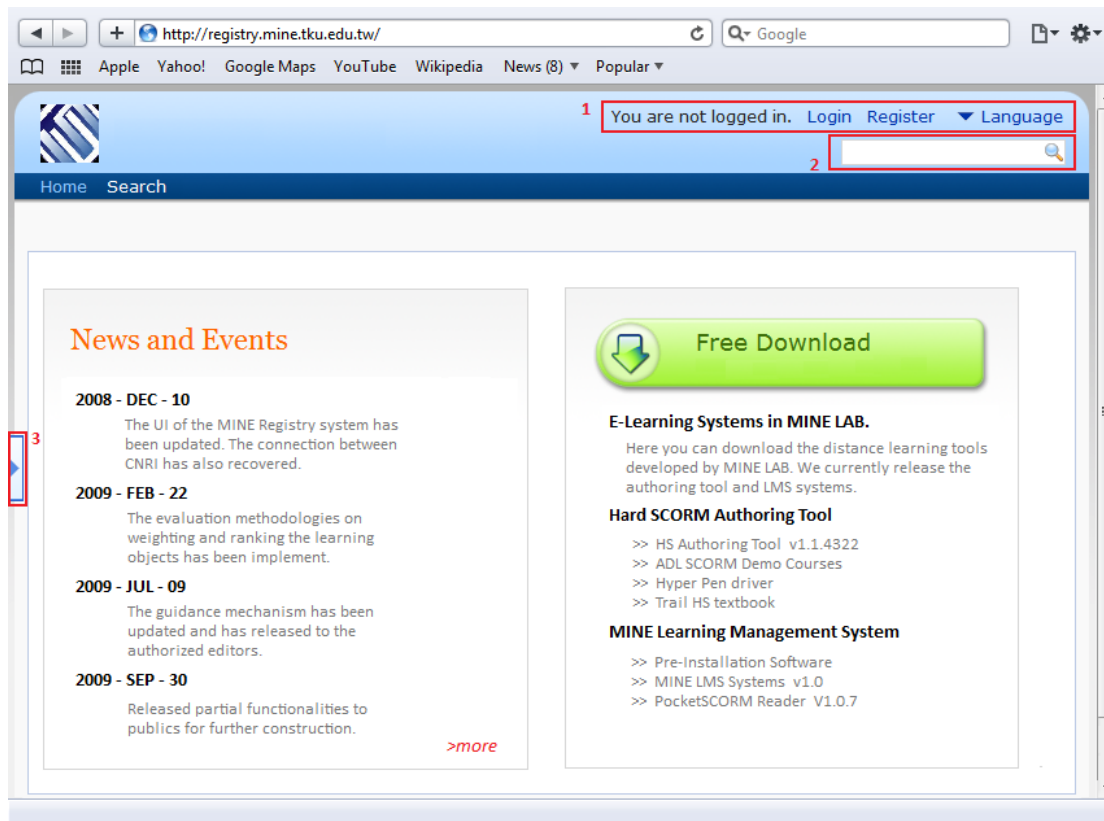 http://registry.mine.tku.edu.tw/
Google
Apple Yahoo! Google Maps YouTube Wikipedia News (8) ▼ Popular ▼
1
You are not logged in. Login Register ▼ Language
2
Home Search
3
News and Events
2008 - DEC - 10
The UI of the MINE Registry system has
been updated. The connection between
CNRI has also recovered.
2009 - FEB - 22
The evaluation methodologies on
weighting and ranking the learning
objects has been implement.
2009 - JUL - 09
The guidance mechanism has been
updated and has released to the
authorized editors.
2009 - SEP - 30
Released partial functionalities to
publics for further construction.
>more
Free Download
E-Learning Systems in MINE LAB.
Here you can download the distance learning tools
developed by MINE LAB. We currently release the
authoring tool and LMS systems.
Hard SCORM Authoring Tool
>> HS Authoring Tool v1.1.4322
>> ADL SCORM Demo Courses
>> Hyper Pen driver
>> Trail HS textbook
MINE Learning Management System
>> Pre-Installation Software
>> MINE LMS Systems v1.0
>> PocketSCORM Reader V1.0.7